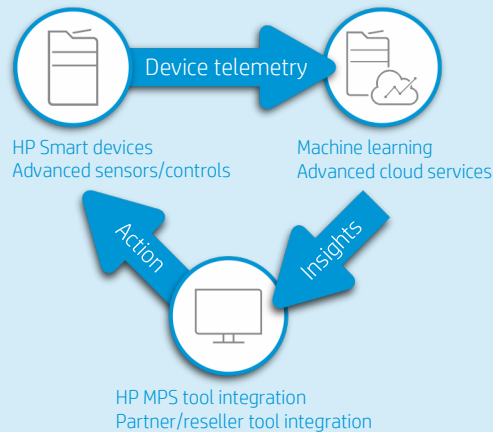 Device telemetry
HP Smart devices
Advanced sensors/controls
Machine learning
Advanced cloud services
Action
Insights
HP MPS tool integration
Partner/reseller tool integration